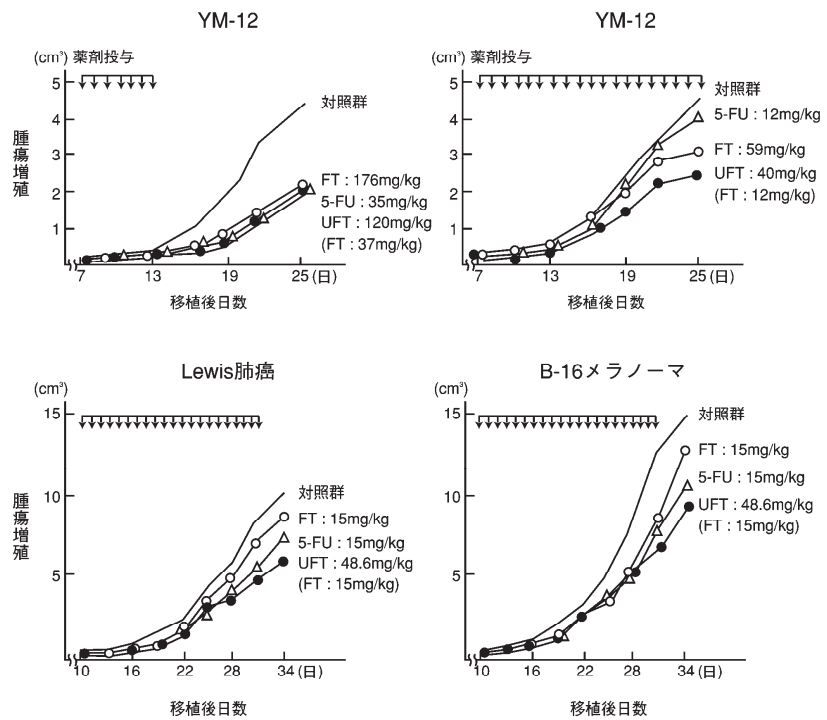 YM-12
(cm³) 薬剤投与
5
4
3
2
1
腫瘍増殖
対照群
FT : 176mg/kg
5-FU : 35mg/kg
UFT : 120mg/kg
(FT : 37mg/kg)
7 13 19 25 (日)
移植後日数
YM-12
(cm³) 薬剤投与
5
4
3
2
1
対照群
5-FU : 12mg/kg
FT : 59mg/kg
UFT : 40mg/kg
(FT : 12mg/kg)
7 13 19 25 (日)
移植後日数
Lewis肺癌
(cm³)
15
10
5
腫瘍増殖
対照群
FT : 15mg/kg
5-FU : 15mg/kg
UFT : 48.6mg/kg
(FT : 15mg/kg)
10 16 22 28 34 (日)
移植後日数
B-16メラノーマ
(cm³)
15
10
5
対照群
FT : 15mg/kg
5-FU : 15mg/kg
UFT : 48.6mg/kg
(FT : 15mg/kg)
10 16 22 28 34 (日)
移植後日数